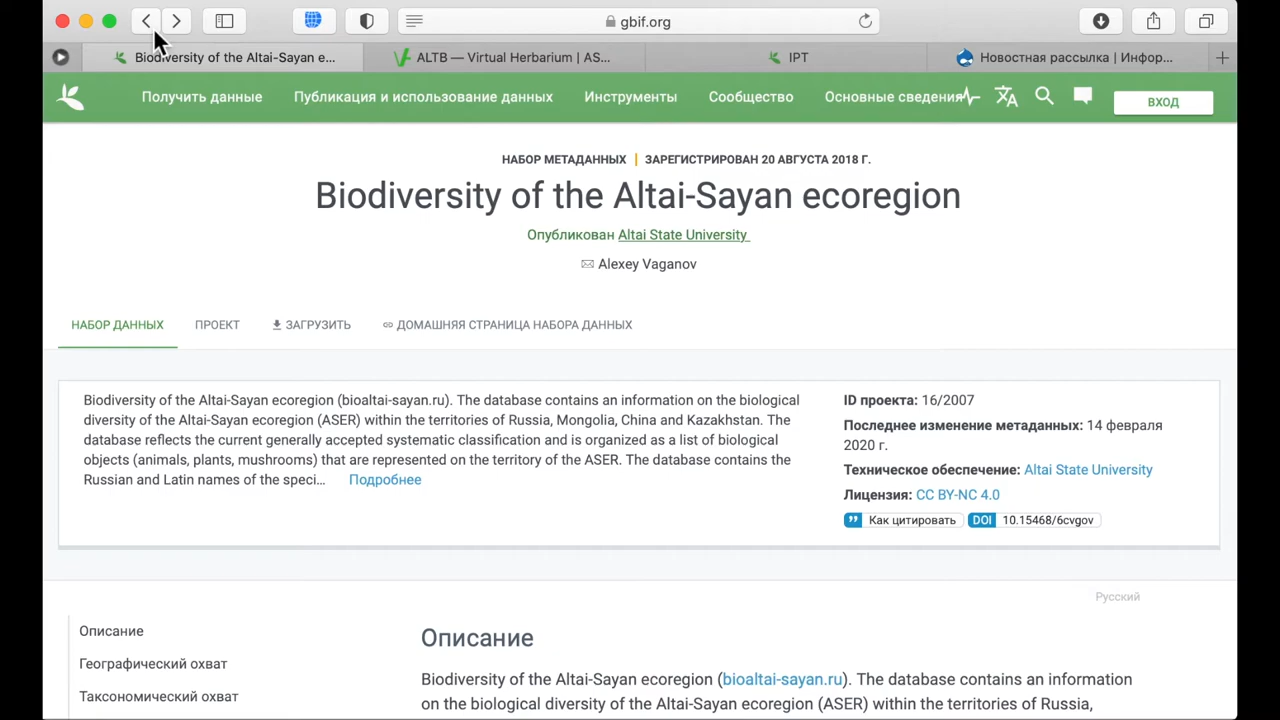 gbif.org
Biodiversity of the Altai-Sayan e...
ALTB — Virtual Herbarium | AS...
IPT
Новостная рассылка | Инфор...
Получить данные
Публикация и использование данных
Инструменты
Сообщество
Основные сведения
ВХОД
НАБОР МЕТАДАННЫХ | ЗАРЕГИСТРИРОВАН 20 АВГУСТА 2018 Г.
Biodiversity of the Altai-Sayan ecoregion
Опубликован Altai State University
Alexey Vaganov
НАБОР ДАННЫХ
ПРОЕКТ
ЗАГРУЗИТЬ
ДОМАШНЯЯ СТРАНИЦА НАБОРА ДАННЫХ
Biodiversity of the Altai-Sayan ecoregion (bioaltai-sayan.ru). The database contains an information on the biological
diversity of the Altai-Sayan ecoregion (ASER) within the territories of Russia, Mongolia, China and Kazakhstan. The
database reflects the current generally accepted systematic classification and is organized as a list of biological
objects (animals, plants, mushrooms) that are represented on the territory of the ASER. The database contains the
Russian and Latin names of the speci... Подробнее
ID проекта: 16/2007
Последнее изменение метаданных: 14 февраля
2020 г.
Техническое обеспечение: Altai State University
Лицензия: CC BY-NC 4.0
Как цитировать
DOI 10.15468/6cvgov
Русский
Описание
Географический охват
Таксономический охват
Описание
Biodiversity of the Altai-Sayan ecoregion (bioaltai-sayan.ru). The database contains an information
on the biological diversity of the Altai-Sayan ecoregion (ASER) within the territories of Russia,